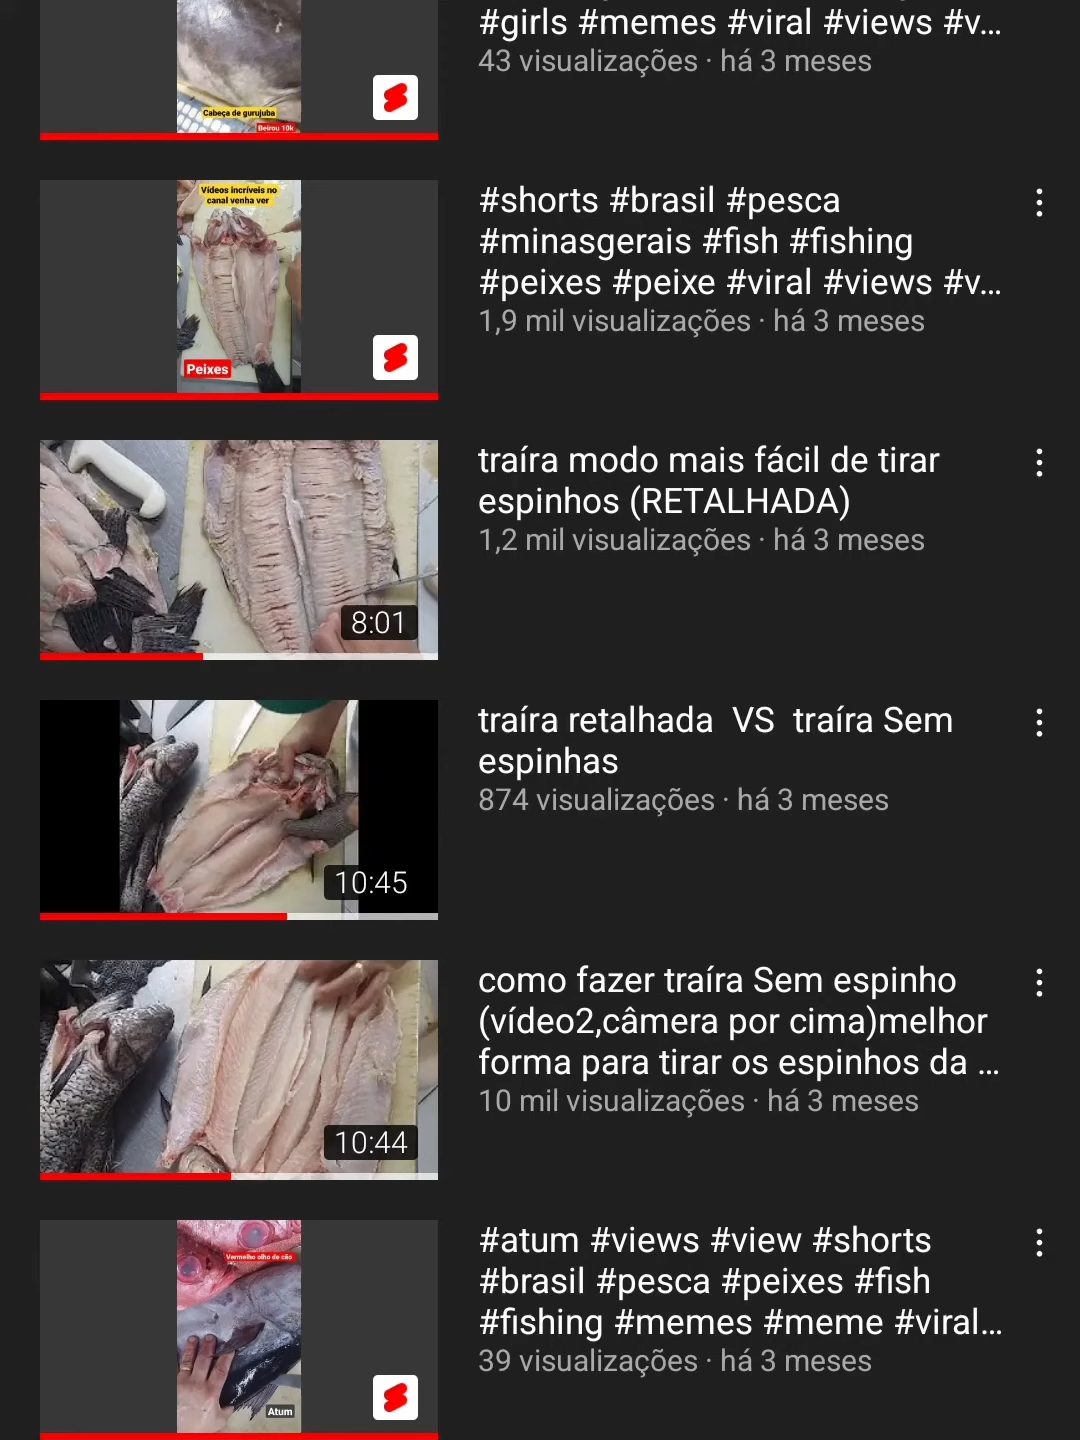 #girls #memes #viral #views #v...
43 visualizações · há 3 meses
Cabeça de gurujuba
Beirou 10k
Vídeos incríveis no
canal venha ver
Peixes
#shorts #brasil #pesca
#minasgerais #fish #fishing
#peixes #peixe #viral #views #v...
1,9 mil visualizações · há 3 meses
8:01
traíra modo mais fácil de tirar
espinhos (RETALHADA)
1,2 mil visualizações · há 3 meses
10:45
traíra retalhada  VS  traíra Sem
espinhas
874 visualizações · há 3 meses
10:44
como fazer traíra Sem espinho
(vídeo2,câmera por cima)melhor
forma para tirar os espinhos da ...
10 mil visualizações · há 3 meses
Vermelho olho de cão
Atum
#atum #views #view #shorts
#brasil #pesca #peixes #fish
#fishing #memes #meme #viral...
39 visualizações · há 3 meses